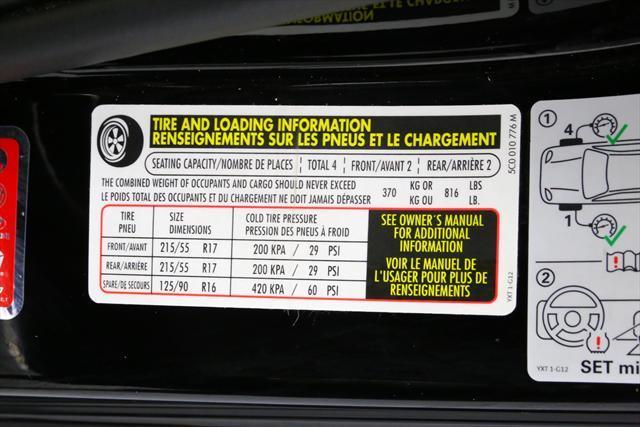 TIRE AND LOADING INFORMATION
RENSEIGNEMENTS SUR LES PNEUS ET LE CHARGEMENT
SEATING CAPACITY/NOMBRE DE PLACES TOTAL 4 FRONT/AVANT 2 REAR/ARRIÈRE 2
THE COMBINED WEIGHT OF OCCUPANTS AND CARGO SHOULD NEVER EXCEED 370 KG OR 816 LBS
LE POIDS TOTAL DES OCCUPANTS ET DU CHARGEMENT NE DOIT JAMAIS DÉPASSER KG OU LB.
TIRE SIZE COLD TIRE PRESSURE
PNEU DIMENSIONS PRESSION DES PNEUS À FROID
FRONT/AVANT 215/55 R17 200 KPA / 29 PSI
REAR/ARRIÈRE 215/55 R17 200 KPA / 29 PSI
SPARE/DE SECOURS 125/90 R16 420 KPA / 60 PSI
SEE OWNER´S MANUAL
FOR ADDITIONAL
INFORMATION
VOIR LE MANUEL DE
L'USAGER POUR PLUS DE
RENSEIGNEMENTS
5C0 010 776 M
YXT 1-G12
1
4
1
2
YXT 1-G12 SET mi